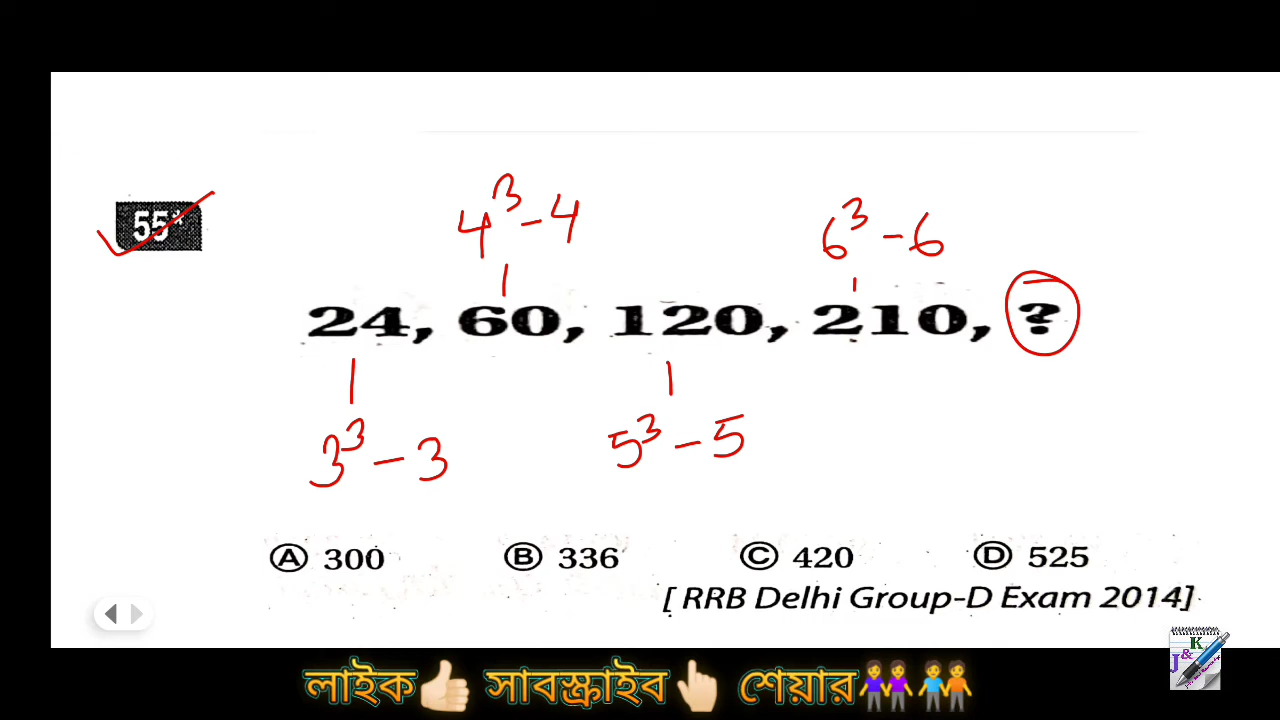 55*
4³-4 6³-6
24, 60, 120, 210, ?
3³-3 5³-5
Ⓐ 300 Ⓑ 336 Ⓒ 420 Ⓓ 525
[ RRB Delhi Group-D Exam 2014]
J&K
লাইক👍🏻 সাবস্ক্রাইব👆🏻 শেয়ার👭👬